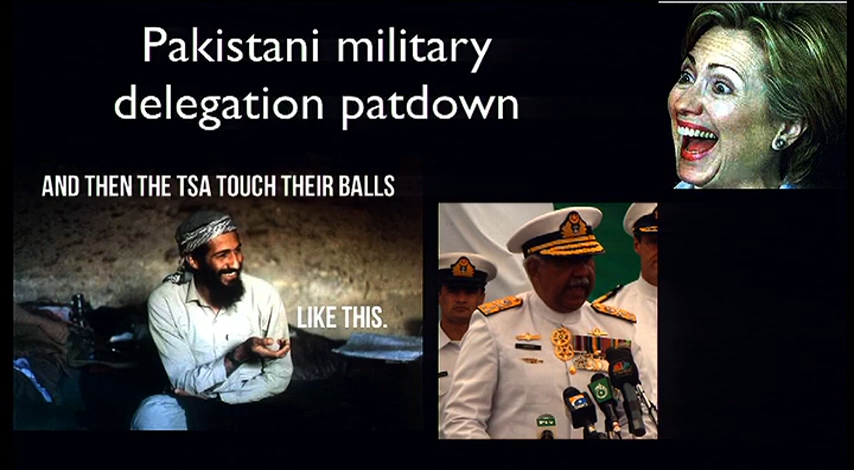 Pakistani military
delegation patdown
AND THEN THE TSA TOUCH THEIR BALLS
LIKE THIS.